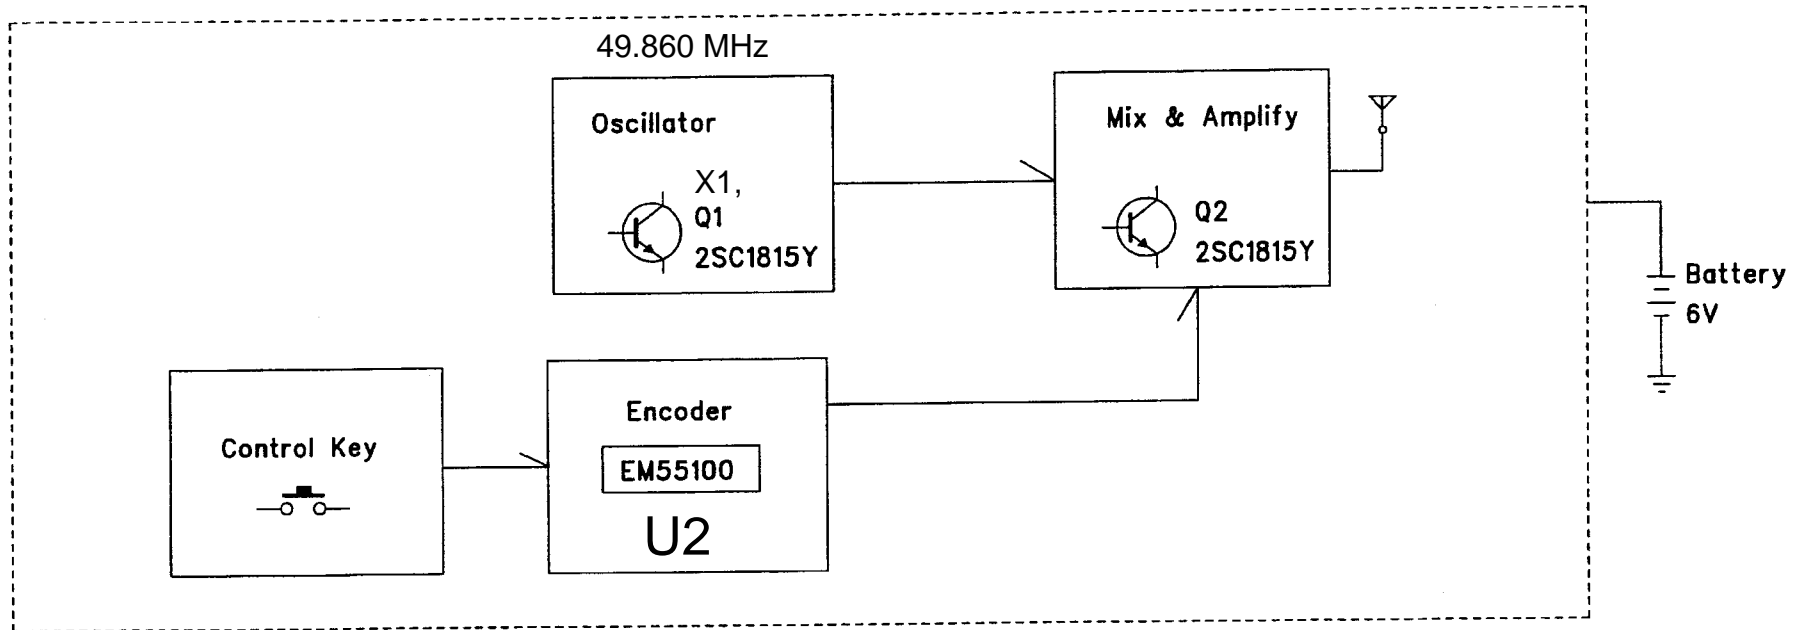 49.860 MHz
Oscillator
X1,
Q1
2SC1815Y
Mix & Amplify
Q2
2SC1815Y
Battery
6V
Control Key
Encoder
EM55100
U2